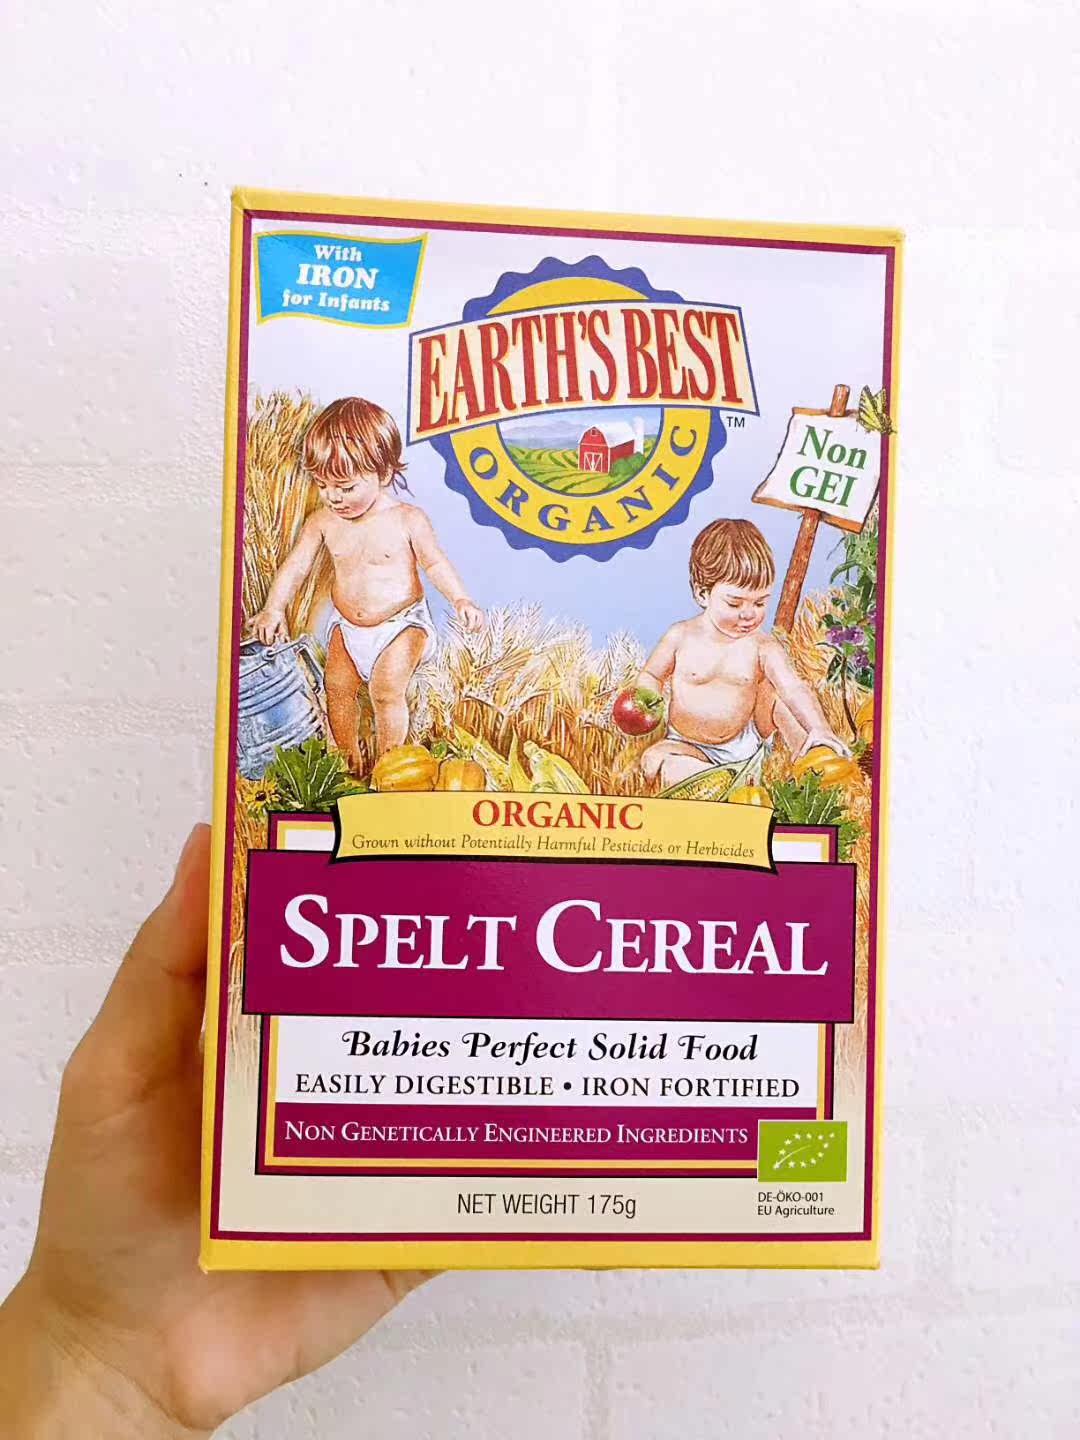 With
IRON
for Infants
EARTH'S BEST
TM
ORGANIC
Non
GEI
ORGANIC
Grown without Potentially Harmful Pesticides or Herbicides
SPELT CEREAL
Babies Perfect Solid Food
EASILY DIGESTIBLE • IRON FORTIFIED
NON GENETICALLY ENGINEERED INGREDIENTS
NET WEIGHT 175g
DE-ÖKO-001
EU Agriculture